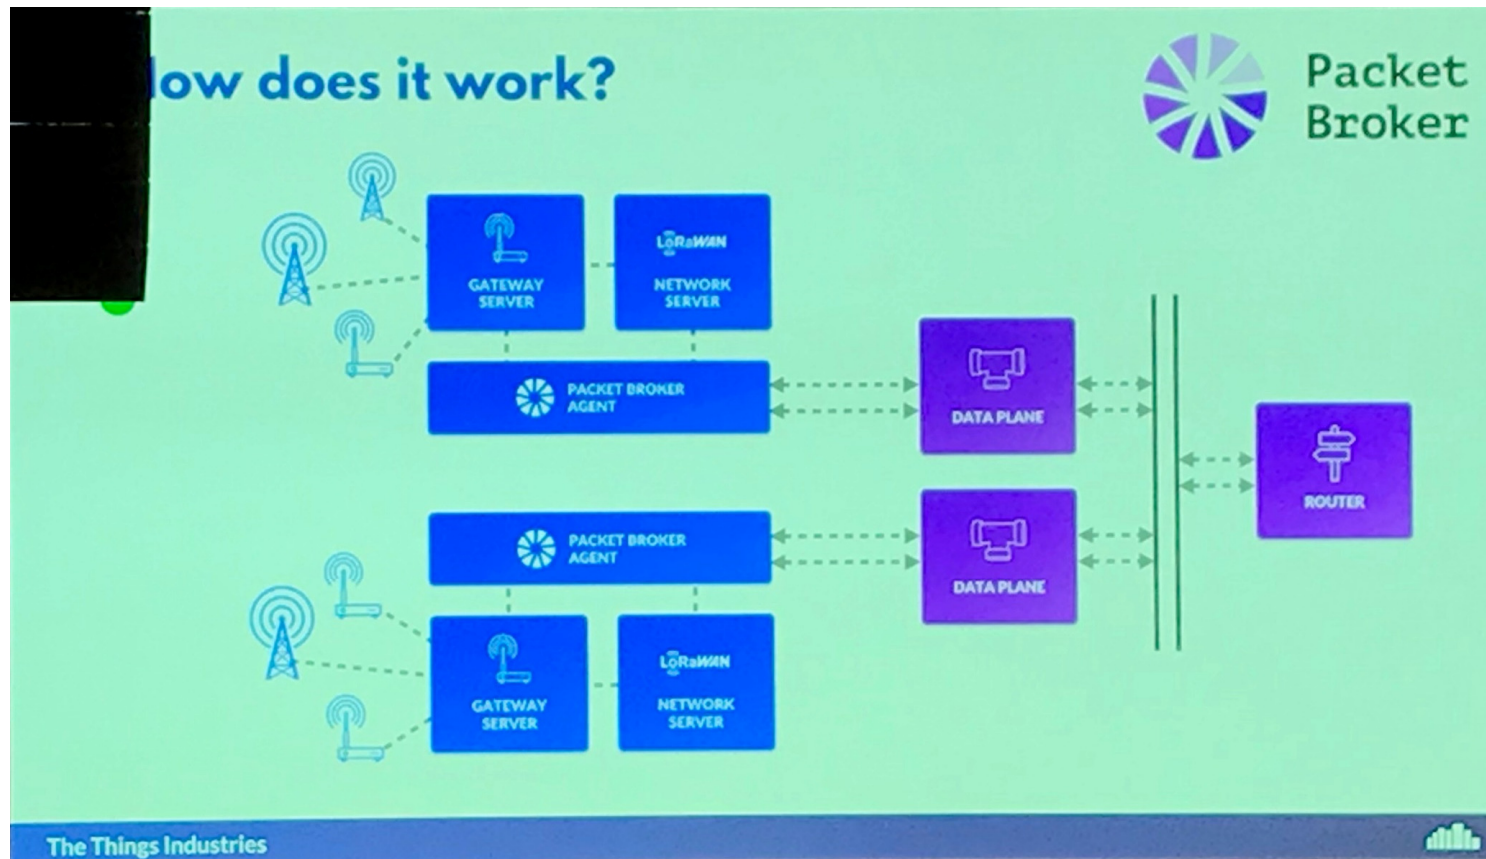 How does it work?
Packet
Broker
GATEWAY
SERVER
LoRaWAN
NETWORK
SERVER
PACKET BROKER
AGENT
DATA PLANE
ROUTER
PACKET BROKER
AGENT
DATA PLANE
GATEWAY
SERVER
LoRaWAN
NETWORK
SERVER
The Things Industries